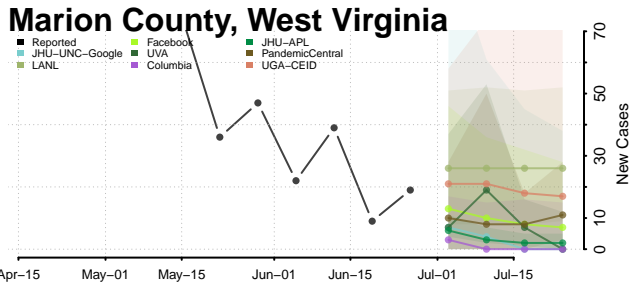 Marion County, West Virginia
Reported Facebook JHU-APL
JHU-UNC-Google UVA PandemicCentral
LANL Columbia UGA-CEID
70
50
30
10
0
New Cases
Apr-15 May-01 May-15 Jun-01 Jun-15 Jul-01 Jul-15